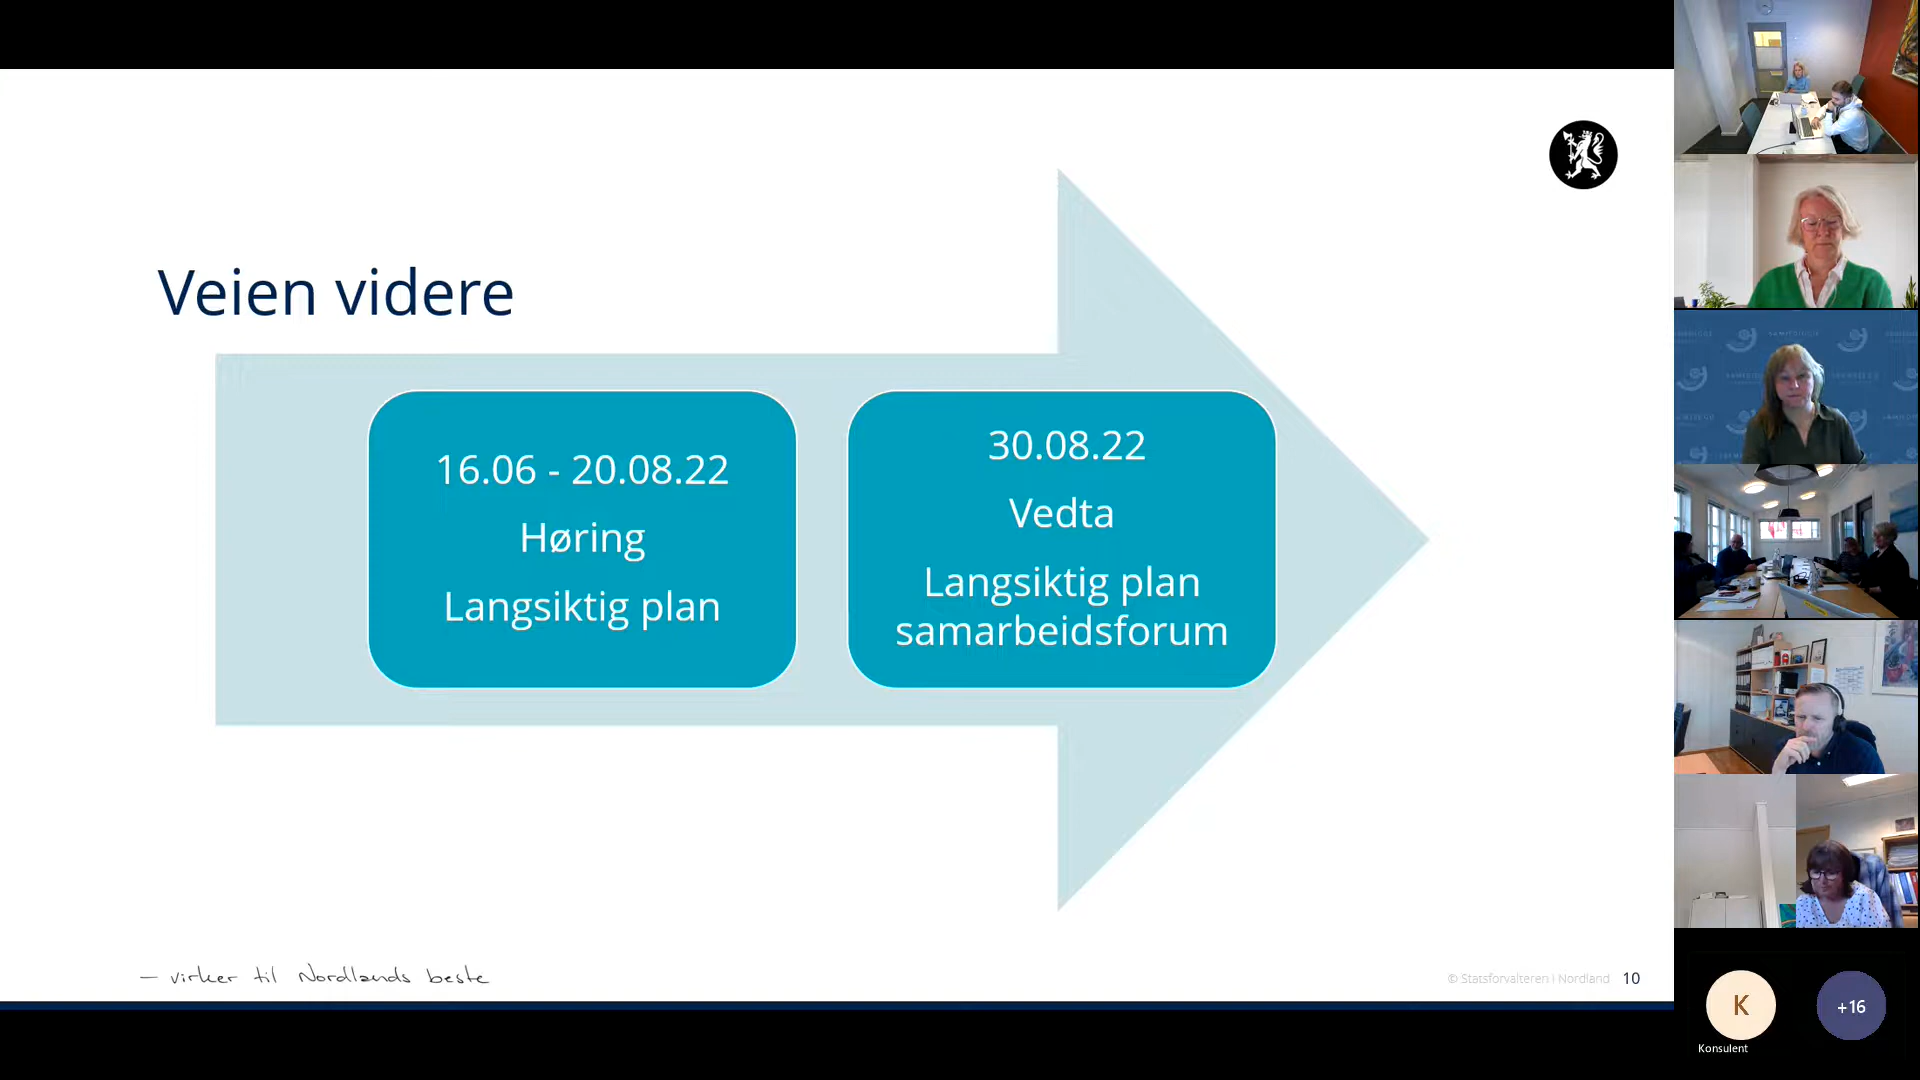 Veien videre
16.06 - 20.08.22
Høring
Langsiktig plan
30.08.22
Vedta
Langsiktig plan
samarbeidsforum
– virker til Nordlands beste
© Statsforvalteren i Nordland 10
K
+16
Konsulent